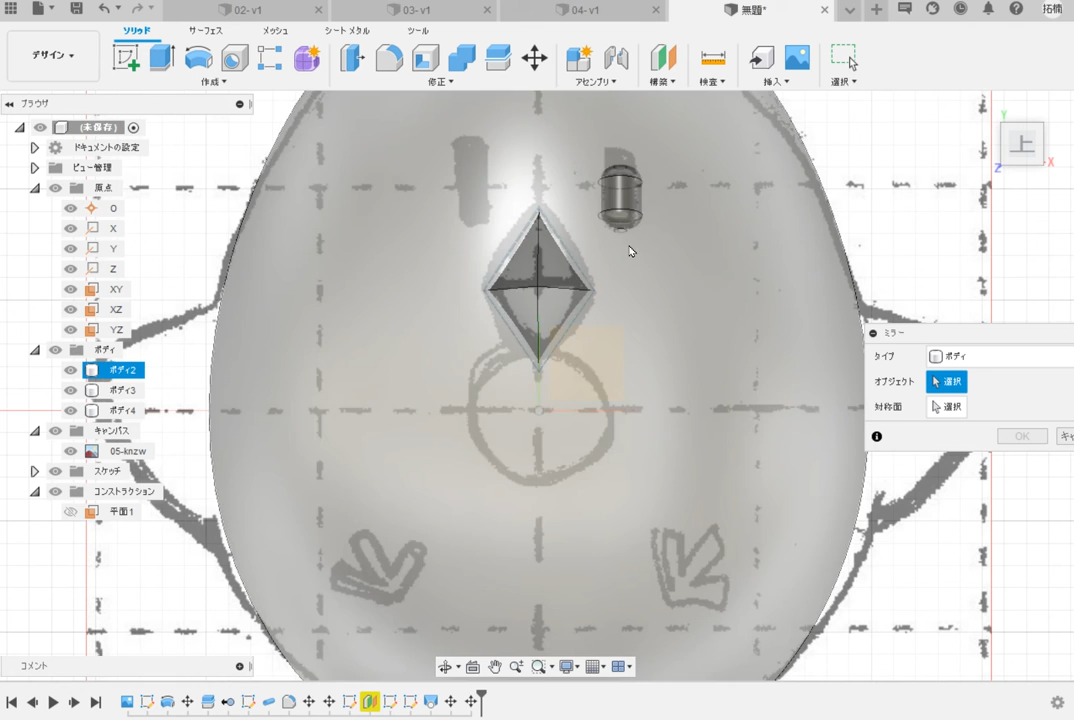 02- v1
03- v1
04- v1
無題*
拓楠
デザイン
ソリッド
サーフェス
メッシュ
シート メタル
ツール
作成
修正
アセンブリ
構築
検査
挿入
選択
ブラウザ
(未保存)
ドキュメントの設定
ビュー管理
原点
O
X
Y
Z
XY
XZ
YZ
ボディ
ボディ2
ボディ3
ボディ4
キャンバス
05-knzw
スケッチ
コンストラクション
平面1
Y
上
Z
X
ミラー
タイプ
ボディ
オブジェクト
選択
対称面
選択
OK
キャ
コメント